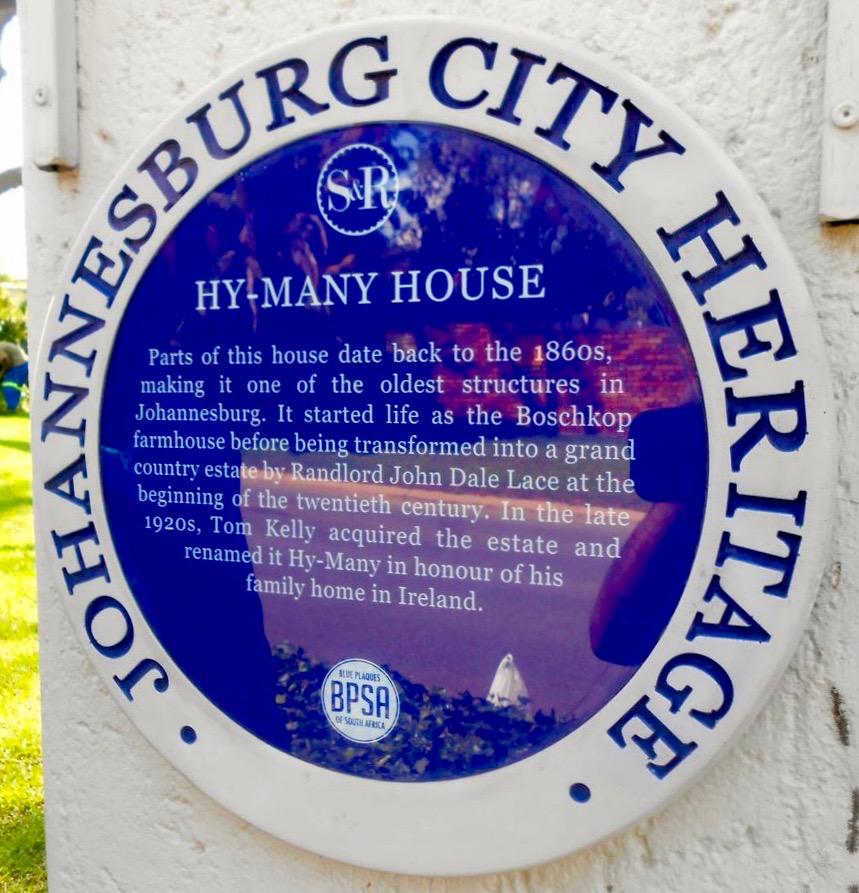 JOHANNESBURG CITY HERITAGE
S&R
HY-MANY HOUSE
Parts of this house date back to the 1860s,
making it one of the oldest structures in
Johannesburg. It started life as the Boschkop
farmhouse before being transformed into a grand
country estate by Randlord John Dale Lace at the
beginning of the twentieth century. In the late
1920s, Tom Kelly acquired the estate and
renamed it Hy-Many in honour of his
family home in Ireland.
BLUE PLAQUES
BPSA
OF SOUTH AFRICA